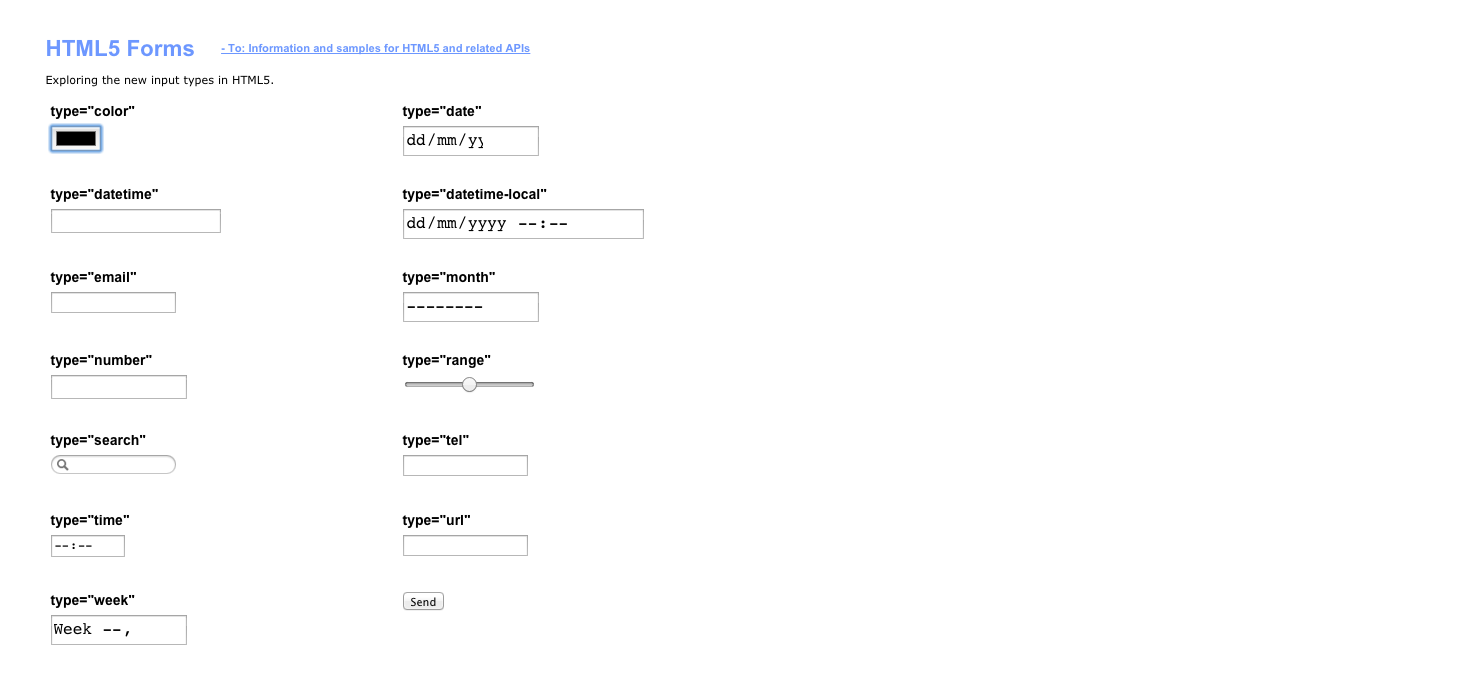 HTML5 Forms - To: Information and samples for HTML5 and related APIs
Exploring the new input types in HTML5.
type="color" type="date"
dd/mm/yy
type="datetime" type="datetime-local"
dd/mm/yyyy --:--
type="email" type="month"
--------
type="number" type="range"
type="search" type="tel"
type="time" type="url"
--:--
type="week" Send
Week --,